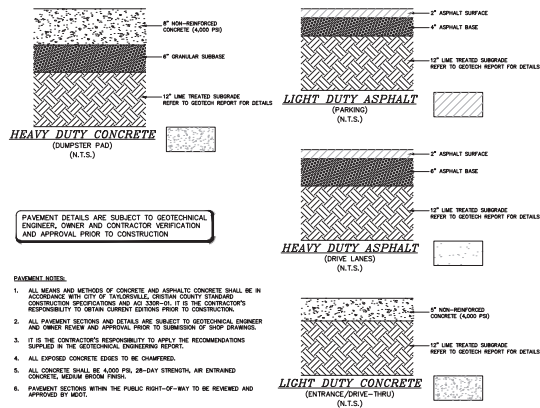 8" NON-REINFORCED
CONCRETE (4,000 PSI)
6" GRANULAR SUBBASE
12" LIME TREATED SUBGRADE
REFER TO GEOTECH REPORT FOR DETAILS
HEAVY DUTY CONCRETE
(DUMPSTER PAD)
(N.T.S.)
2" ASPHALT SURFACE
4" ASPHALT BASE
12" LIME TREATED SUBGRADE
REFER TO GEOTECH REPORT FOR DETAILS
LIGHT DUTY ASPHALT
(PARKING)
(N.T.S.)
2" ASPHALT SURFACE
6" ASPHALT BASE
12" LIME TREATED SUBGRADE
REFER TO GEOTECH REPORT FOR DETAILS
HEAVY DUTY ASPHALT
(DRIVE LANES)
(N.T.S.)
PAVEMENT DETAILS ARE SUBJECT TO GEOTECHNICAL
ENGINEER, OWNER AND CONTRACTOR VERIFICATION
AND APPROVAL PRIOR TO CONSTRUCTION
PAVEMENT NOTES:
1. ALL MEANS AND METHODS OF CONCRETE AND ASPHALTC CONCRETE SHALL BE IN
ACCORDANCE WITH CITY OF TAYLORSVILLE, CRISTIAN COUNTY STANDARD
CONSTRUCTION SPECIFICATIONS AND ACI 330R-01. IT IS THE CONTRACTOR'S
RESPONSIBILITY TO OBTAIN CURRENT EDITIONS PRIOR TO CONSTRUCTION.
2. ALL PAVEMENT SECTIONS AND DETAILS ARE SUBJECT TO GEOTECHNICAL ENGINEER
AND OWNER REVIEW AND APPROVAL PRIOR TO SUBMISSION OF SHOP DRAWINGS.
3. IT IS THE CONTRACTOR'S RESPONSIBILITY TO APPLY THE RECOMMENDATIONS
SUPPLIED IN THE GEOTECHNICAL ENGINEERING REPORT.
4. ALL EXPOSED CONCRETE EDGES TO BE CHAMFERED.
5. ALL CONCRETE SHALL BE 4,000 PSI, 28-DAY STRENGTH, AIR ENTRAINED
CONCRETE, MEDIUM BROOM FINISH.
6. PAVEMENT SECTIONS WITHIN THE PUBLIC RIGHT-OF-WAY TO BE REVIEWED AND
APPROVED BY MDOT.
5" NON-REINFORCED
CONCRETE (4,000 PSI)
12" LIME TREATED SUBGRADE
REFER TO GEOTECH REPORT FOR DETAILS
LIGHT DUTY CONCRETE
(ENTRANCE/DRIVE-THRU)
(N.T.S.)